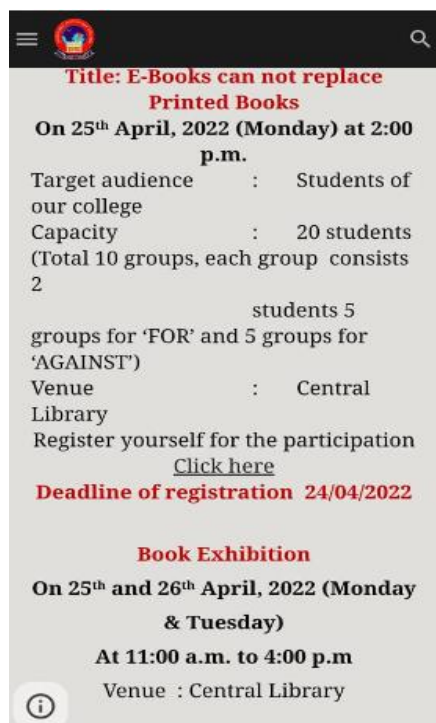 Title: E-Books can not replace
Printed Books
On 25th April, 2022 (Monday) at 2:00
p.m.
Target audience : Students of
our college
Capacity : 20 students
(Total 10 groups, each group consists
2
students 5
groups for ‘FOR’ and 5 groups for
‘AGAINST’)
Venue : Central
Library
Register yourself for the participation
Click here
Deadline of registration 24/04/2022
Book Exhibition
On 25th and 26th April, 2022 (Monday
& Tuesday)
At 11:00 a.m. to 4:00 p.m
Venue : Central Library